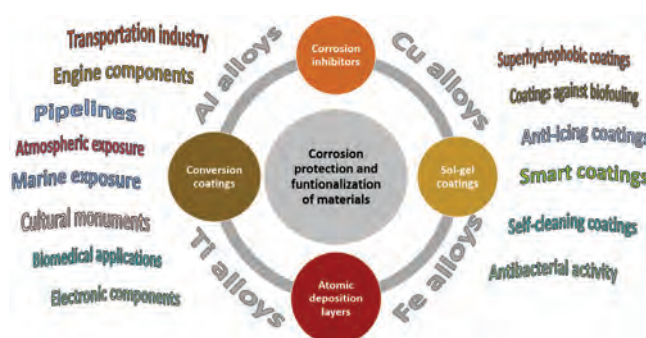 Transportation industry
Engine components
Pipelines
Atmospheric exposure
Marine exposure
Cultural monuments
Biomedical applications
Electronic components
Al alloys
Cu alloys
Ti alloys
Fe alloys
Corrosion
inhibitors
Conversion
coatings
Corrosion
protection and
funtionalization
of materials
Sol-gel
coatings
Atomic
deposition
layers
Superhydrophobic coatings
Coatings against biofouling
Anti-icing coatings
Smart coatings
Self-cleaning coatings
Antibacterial activity